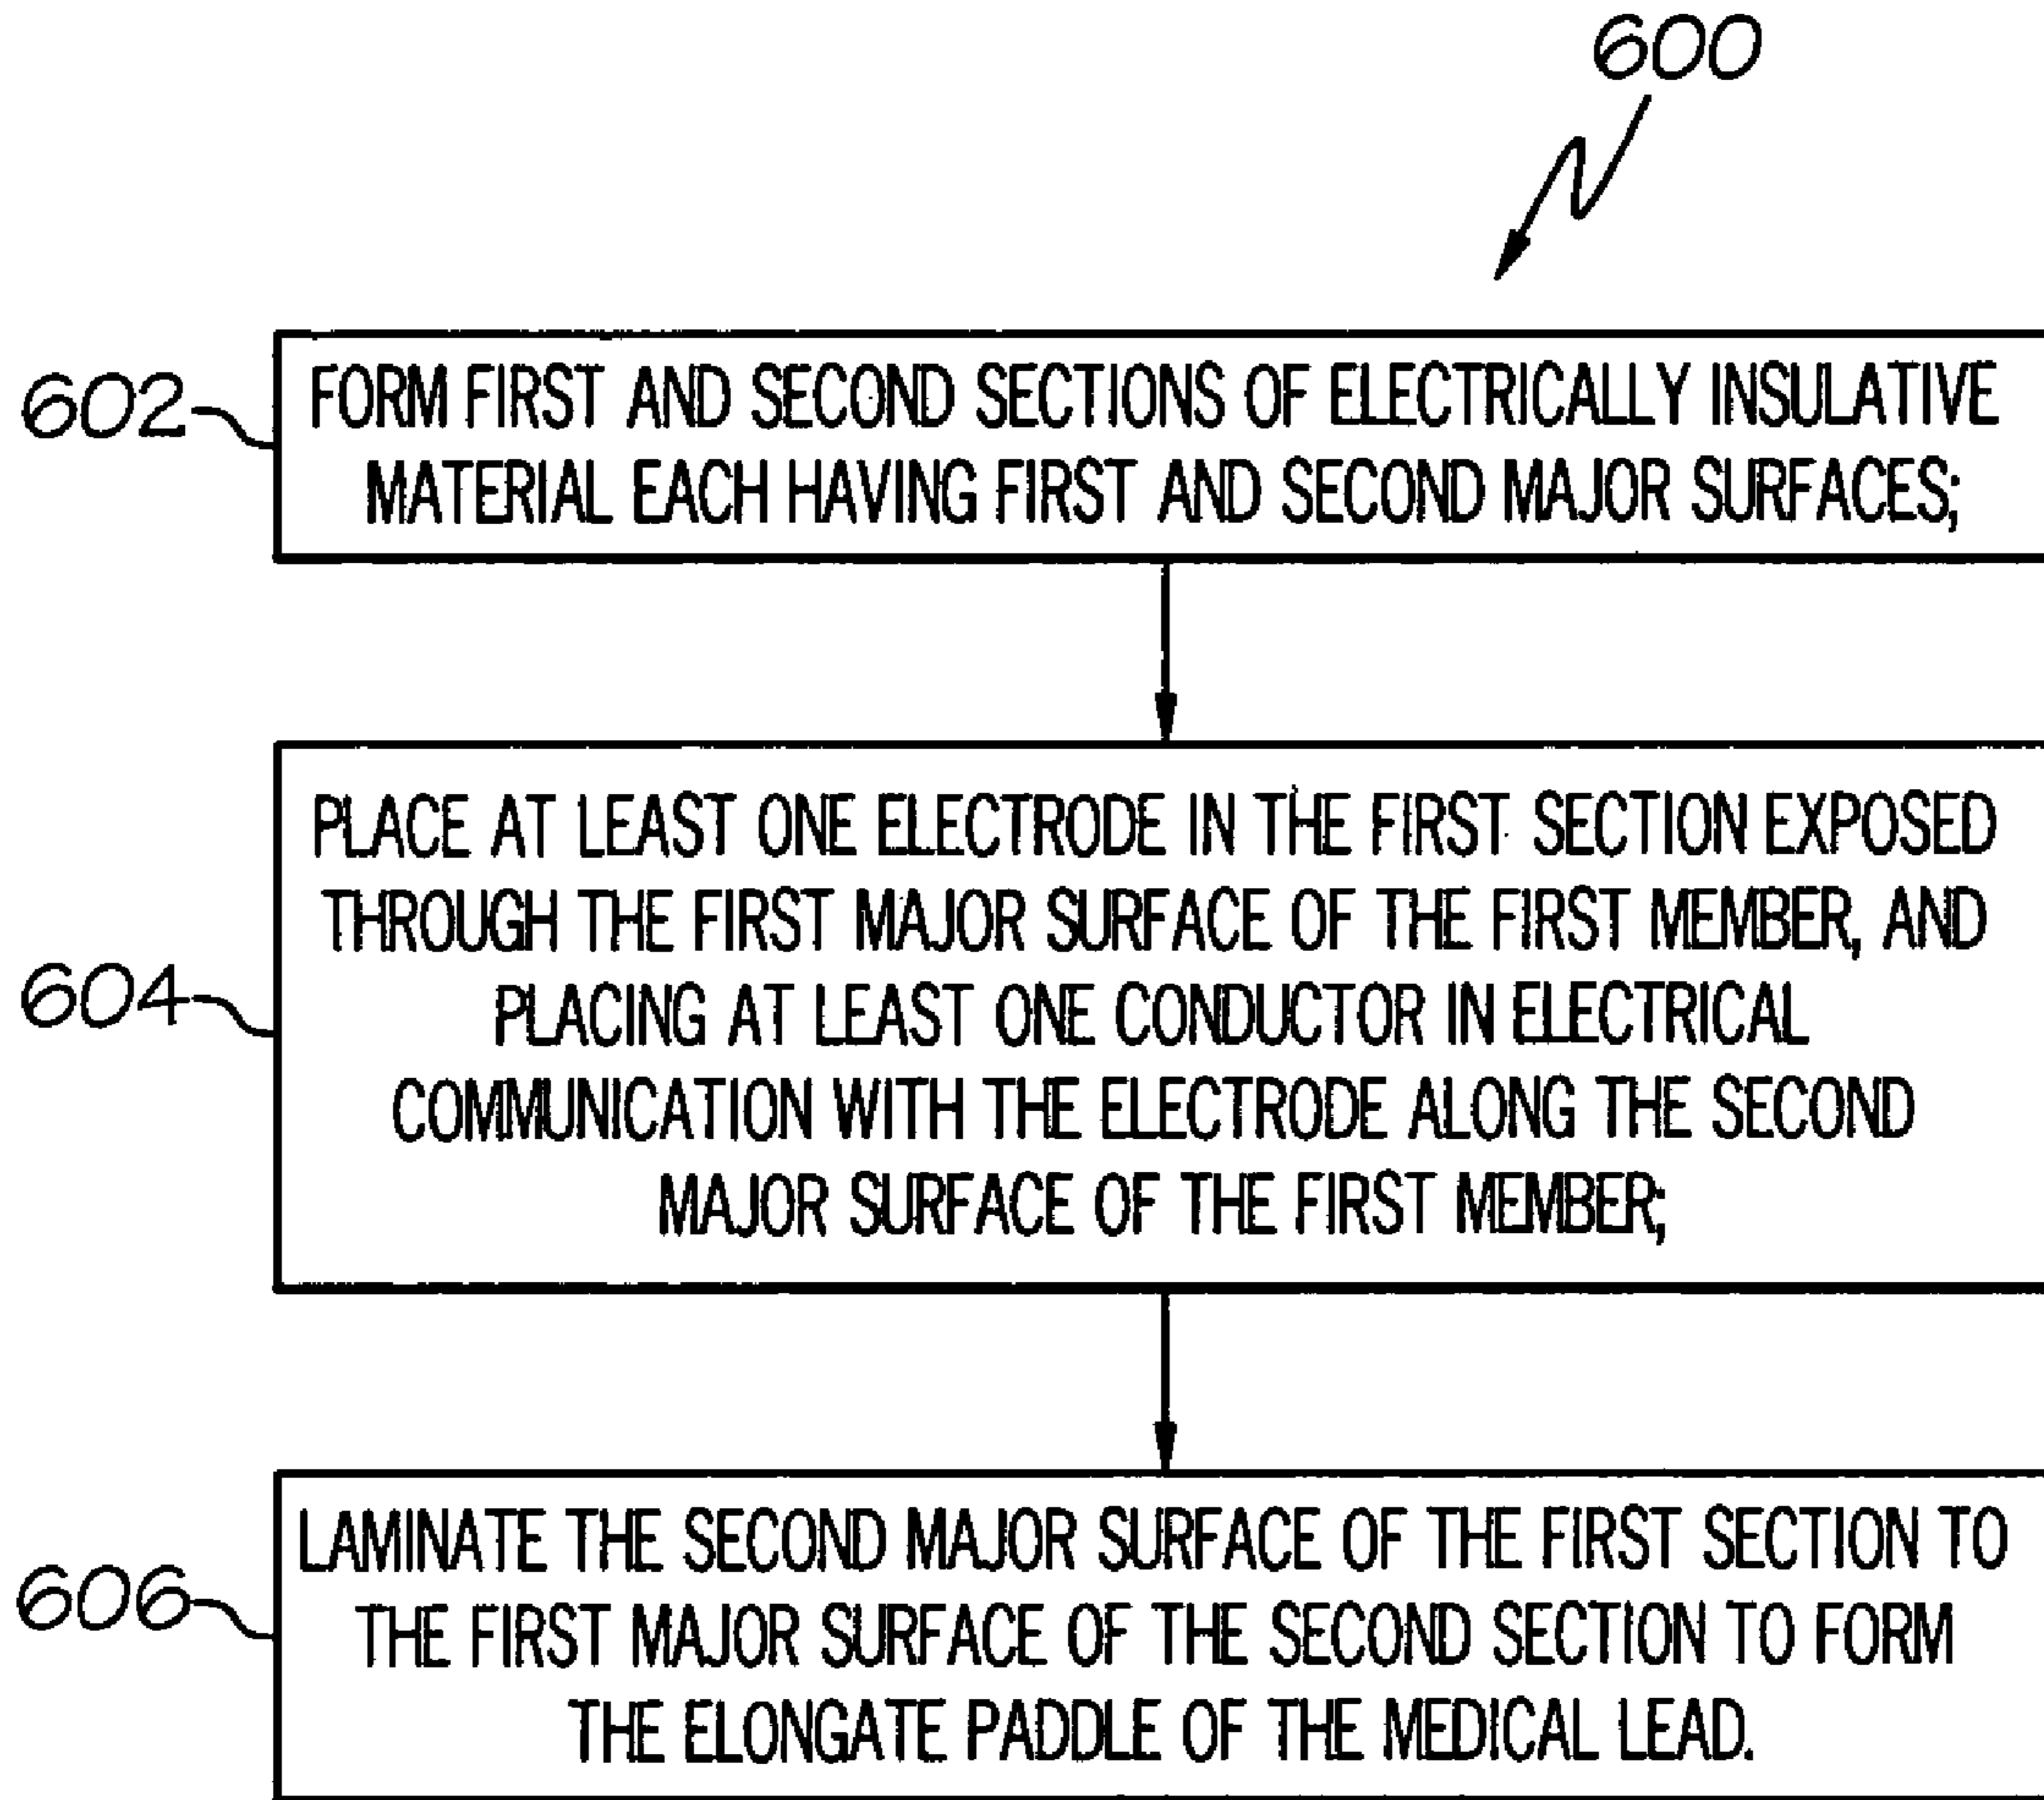 600
602
FORM FIRST AND SECOND SECTIONS OF ELECTRICALLY INSULATIVE
MATERIAL EACH HAVING FIRST AND SECOND MAJOR SURFACES;
604
PLACE AT LEAST ONE ELECTRODE IN THE FIRST SECTION EXPOSED
THROUGH THE FIRST MAJOR SURFACE OF THE FIRST MEMBER, AND
PLACING AT LEAST ONE CONDUCTOR IN ELECTRICAL
COMMUNICATION WITH THE ELECTRODE ALONG THE SECOND
MAJOR SURFACE OF THE FIRST MEMBER;
606
LAMINATE THE SECOND MAJOR SURFACE OF THE FIRST SECTION TO
THE FIRST MAJOR SURFACE OF THE SECOND SECTION TO FORM
THE ELONGATE PADDLE OF THE MEDICAL LEAD.